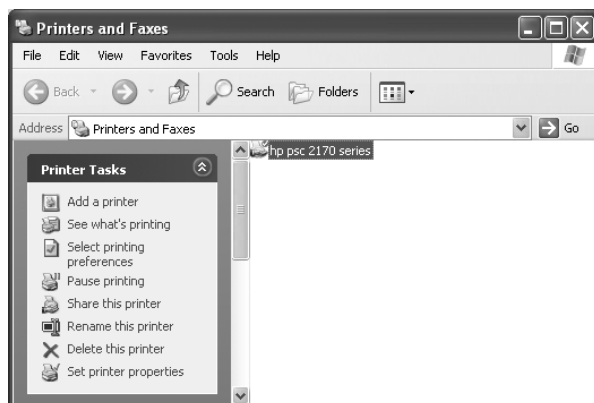 Printers and Faxes
File Edit View Favorites Tools Help
Back Search Folders
Address Printers and Faxes Go
Printer Tasks
Add a printer
See what's printing
Select printing
preferences
Pause printing
Share this printer
Rename this printer
Delete this printer
Set printer properties
hp psc 2170 series